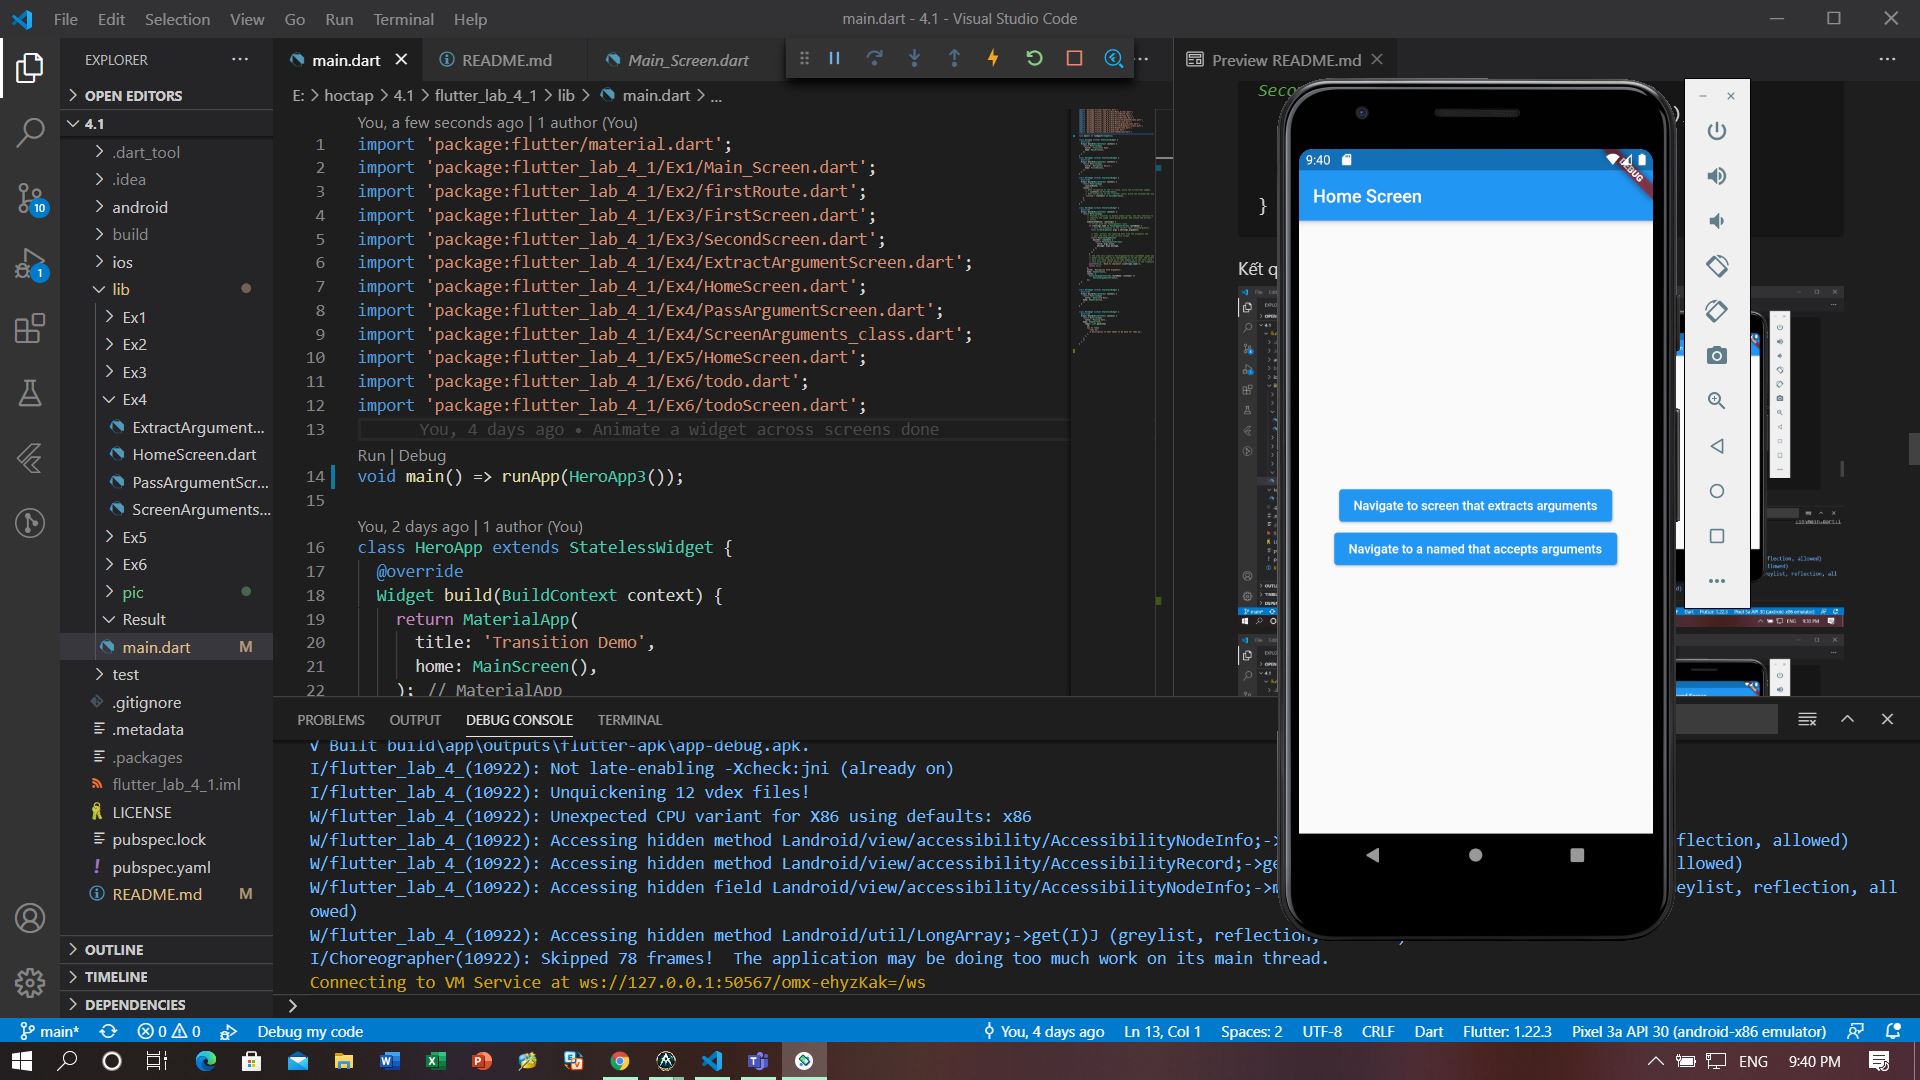 File Edit Selection View Go Run Terminal Help
main.dart - 4.1 - Visual Studio Code
EXPLORER
OPEN EDITORS
4.1
.dart_tool
.idea
android
build
ios
lib
Ex1
Ex2
Ex3
Ex4
ExtractArgument...
HomeScreen.dart
PassArgumentScr...
ScreenArguments...
Ex5
Ex6
pic
Result
main.dart M
test
.gitignore
.metadata
.packages
flutter_lab_4_1.iml
LICENSE
pubspec.lock
pubspec.yaml
README.md M
OUTLINE
TIMELINE
DEPENDENCIES
10
1
main.dart README.md Main_Screen.dart
E: > hoctap > 4.1 > flutter_lab_4_1 > lib > main.dart > ...
You, a few seconds ago | 1 author (You)
1 import 'package:flutter/material.dart';
2 import 'package:flutter_lab_4_1/Ex1/Main_Screen.dart';
3 import 'package:flutter_lab_4_1/Ex2/firstRoute.dart';
4 import 'package:flutter_lab_4_1/Ex3/FirstScreen.dart';
5 import 'package:flutter_lab_4_1/Ex3/SecondScreen.dart';
6 import 'package:flutter_lab_4_1/Ex4/ExtractArgumentScreen.dart';
7 import 'package:flutter_lab_4_1/Ex4/HomeScreen.dart';
8 import 'package:flutter_lab_4_1/Ex4/PassArgumentScreen.dart';
9 import 'package:flutter_lab_4_1/Ex4/ScreenArguments_class.dart';
10 import 'package:flutter_lab_4_1/Ex5/HomeScreen.dart';
11 import 'package:flutter_lab_4_1/Ex6/todo.dart';
12 import 'package:flutter_lab_4_1/Ex6/todoScreen.dart';
13 You, 4 days ago • Animate a widget across screens done
Run | Debug
14 void main() => runApp(HeroApp3());
15
You, 2 days ago | 1 author (You)
16 class HeroApp extends StatelessWidget {
17 @override
18 Widget build(BuildContext context) {
19 return MaterialApp(
20 title: 'Transition Demo',
21 home: MainScreen(),
22 ); // MaterialApp
Preview README.md
Secon
)
}
Kết q
9:40
DEBUG
Home Screen
Navigate to screen that extracts arguments
Navigate to a named that accepts arguments
PROBLEMS OUTPUT DEBUG CONSOLE TERMINAL
√ Built build\app\outputs\flutter-apk\app-debug.apk.
I/flutter_lab_4_(10922): Not late-enabling -Xcheck:jni (already on)
I/flutter_lab_4_(10922): Unquickening 12 vdex files!
W/flutter_lab_4_(10922): Unexpected CPU variant for X86 using defaults: x86
W/flutter_lab_4_(10922): Accessing hidden method Landroid/view/accessibility/AccessibilityNodeInfo;-> flection, allowed)
W/flutter_lab_4_(10922): Accessing hidden method Landroid/view/accessibility/AccessibilityRecord;->ge llowed)
W/flutter_lab_4_(10922): Accessing hidden field Landroid/view/accessibility/AccessibilityNodeInfo;->m eylist, reflection, all
owed)
W/flutter_lab_4_(10922): Accessing hidden method Landroid/util/LongArray;->get(I)J (greylist, reflection,
I/Choreographer(10922): Skipped 78 frames! The application may be doing too much work on its main thread.
Connecting to VM Service at ws://127.0.0.1:50567/omx-ehyzKak=/ws
main* 0 0 Debug my code
You, 4 days ago Ln 13, Col 1 Spaces: 2 UTF-8 CRLF Dart Flutter: 1.22.3 Pixel 3a API 30 (android-x86 emulator)
ENG 9:40 PM